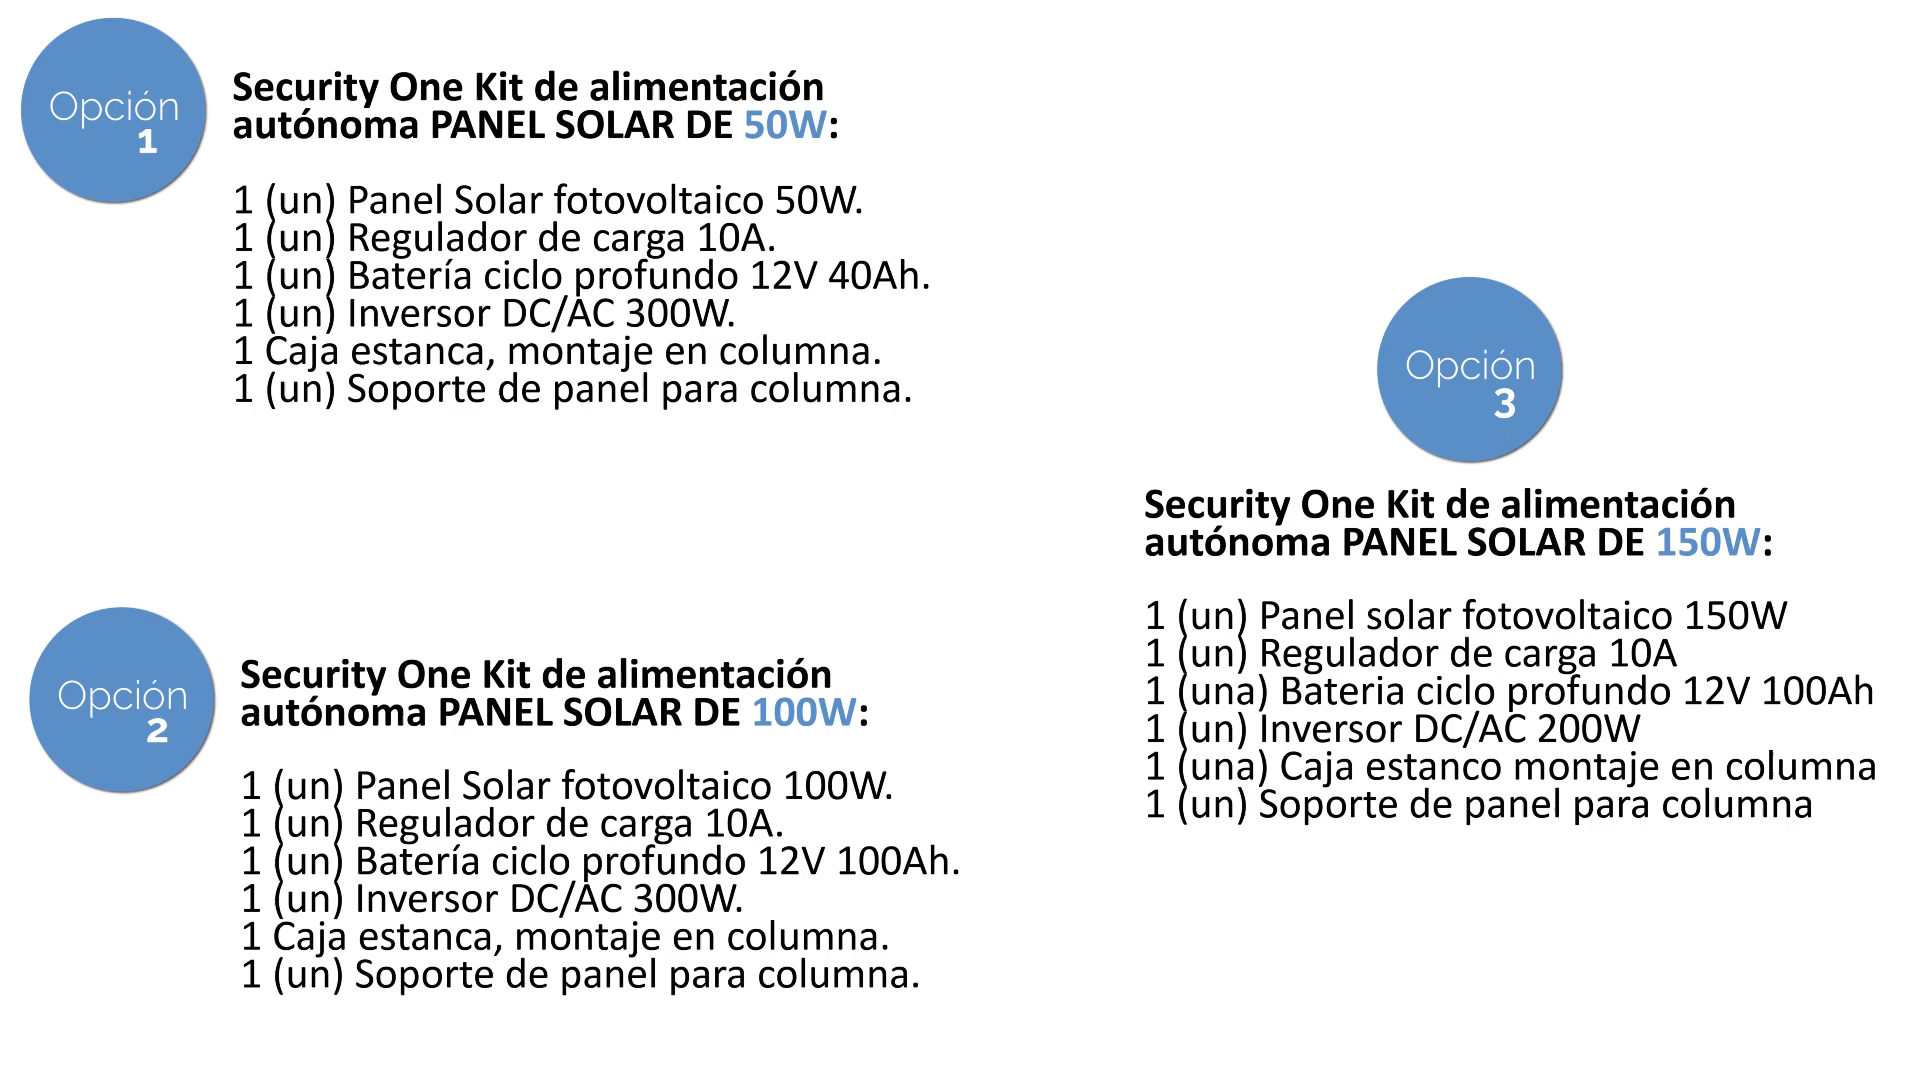 Opción
1
Security One Kit de alimentación
autónoma PANEL SOLAR DE 50W:
1 (un) Panel Solar fotovoltaico 50W.
1 (un) Regulador de carga 10A.
1 (un) Batería ciclo profundo 12V 40Ah.
1 (un) Inversor DC/AC 300W.
1 Caja estanca, montaje en columna.
1 (un) Soporte de panel para columna.
Opción
2
Security One Kit de alimentación
autónoma PANEL SOLAR DE 100W:
1 (un) Panel Solar fotovoltaico 100W.
1 (un) Regulador de carga 10A.
1 (un) Batería ciclo profundo 12V 100Ah.
1 (un) Inversor DC/AC 300W.
1 Caja estanca, montaje en columna.
1 (un) Soporte de panel para columna.
Opción
3
Security One Kit de alimentación
autónoma PANEL SOLAR DE 150W:
1 (un) Panel solar fotovoltaico 150W
1 (un) Regulador de carga 10A
1 (una) Bateria ciclo profundo 12V 100Ah
1 (un) Inversor DC/AC 200W
1 (una) Caja estanco montaje en columna
1 (un) Soporte de panel para columna